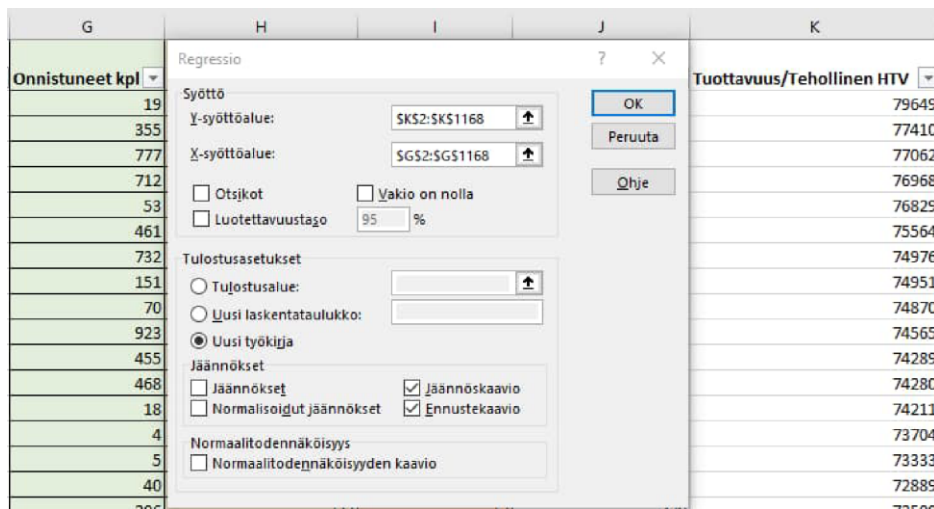 G H I J K
Onnistuneet kpl Tuottavuus/Tehollinen HTV
Regressio ? ×
Syöttö
Y-syöttöalue: $K$2:$K$1168 OK
X-syöttöalue: $G$2:$G$1168 Peruuta
Otsikot Vakio on nolla Ohje
Luotettavuustaso 95 %
Tulostusasetukset
Tulostusalue:
Uusi laskentataulukko:
Uusi työkirja
Jäännökset
Jäännökset Jäännöskaavio
Normalisoidut jäännökset Ennustekaavio
Normaalitodennäköisyys
Normaalitodennäköisyyden kaavio
19 79649
355 77410
777 77062
712 76968
53 76829
461 75564
732 74976
151 74951
70 74870
923 74565
455 74289
468 74280
18 74211
4 73704
5 73333
40 72889